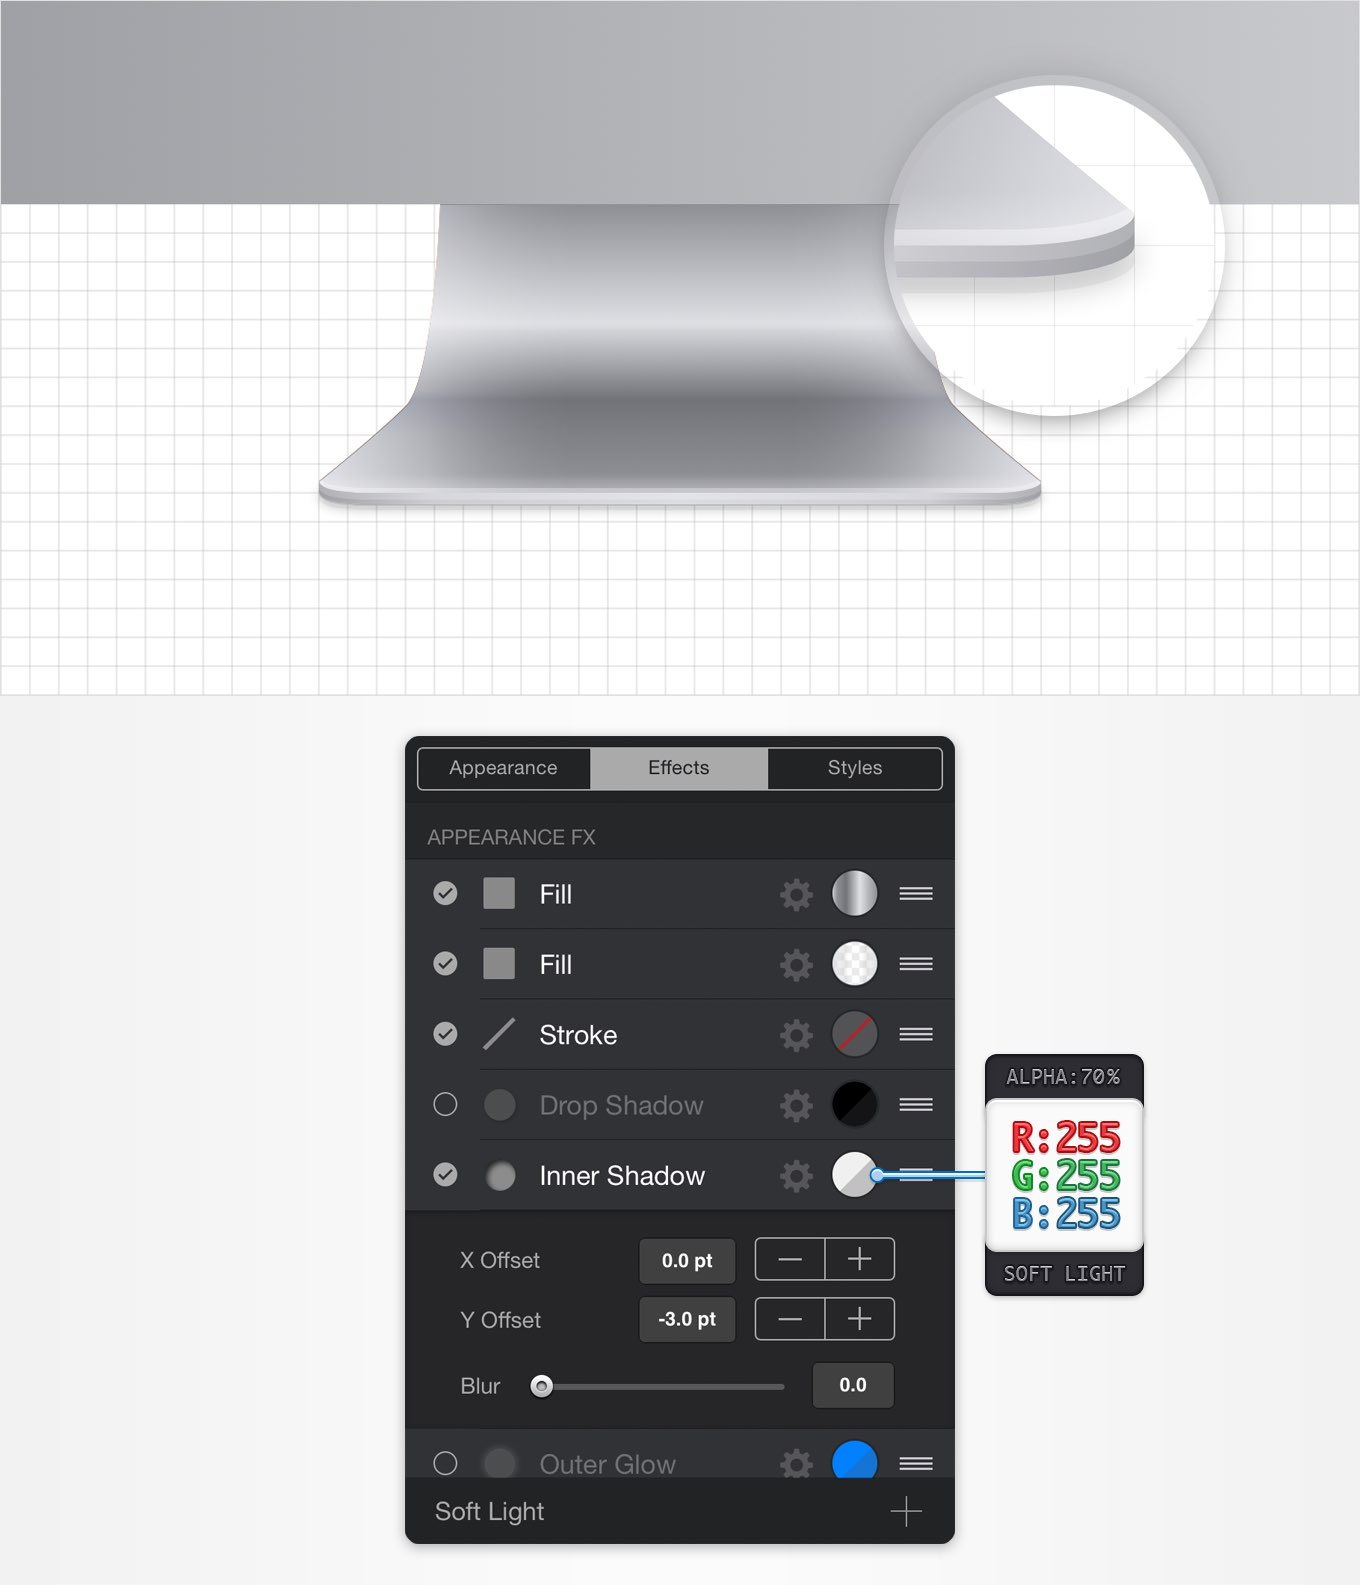 Appearance Effects Styles
APPEARANCE FX
Fill
Fill
Stroke
Drop Shadow
Inner Shadow
ALPHA:70%
R:255
G:255
B:255
SOFT LIGHT
X Offset 0.0 pt
Y Offset -3.0 pt
Blur 0.0
Outer Glow
Soft Light